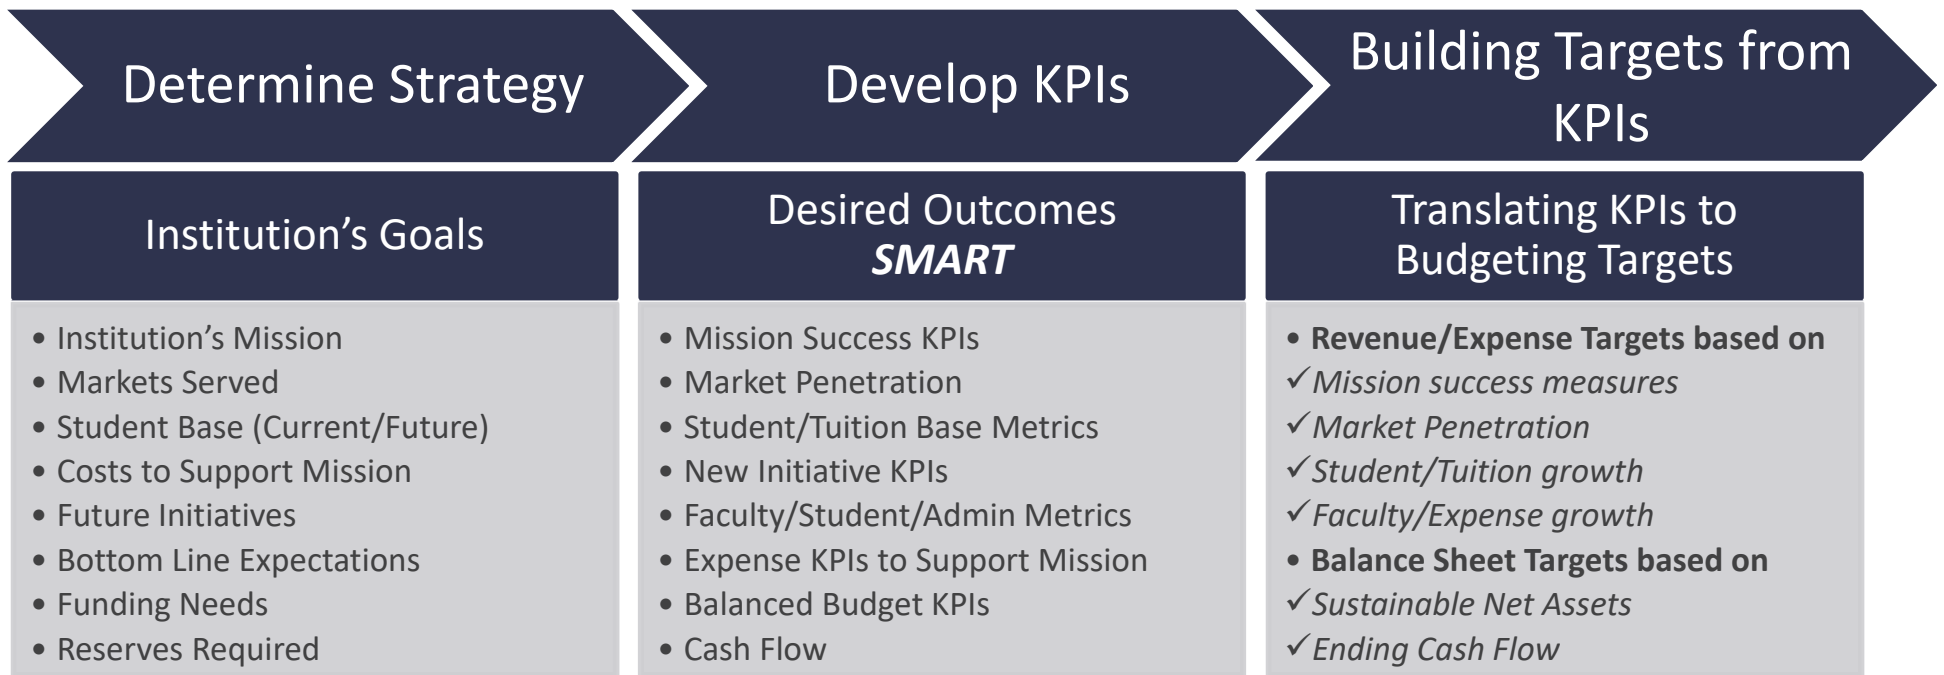 Determine Strategy
Develop KPIs
Building Targets from
KPIs
Institution's Goals
• Institution's Mission
• Markets Served
• Student Base (Current/Future)
• Costs to Support Mission
• Future Initiatives
• Bottom Line Expectations
• Funding Needs
• Reserves Required
Desired Outcomes
SMART
• Mission Success KPIs
• Market Penetration
• Student/Tuition Base Metrics
• New Initiative KPIs
• Faculty/Student/Admin Metrics
• Expense KPIs to Support Mission
• Balanced Budget KPIs
• Cash Flow
Translating KPIs to
Budgeting Targets
• Revenue/Expense Targets based on
✓Mission success measures
✓Market Penetration
✓Student/Tuition growth
✓Faculty/Expense growth
• Balance Sheet Targets based on
✓Sustainable Net Assets
✓Ending Cash Flow